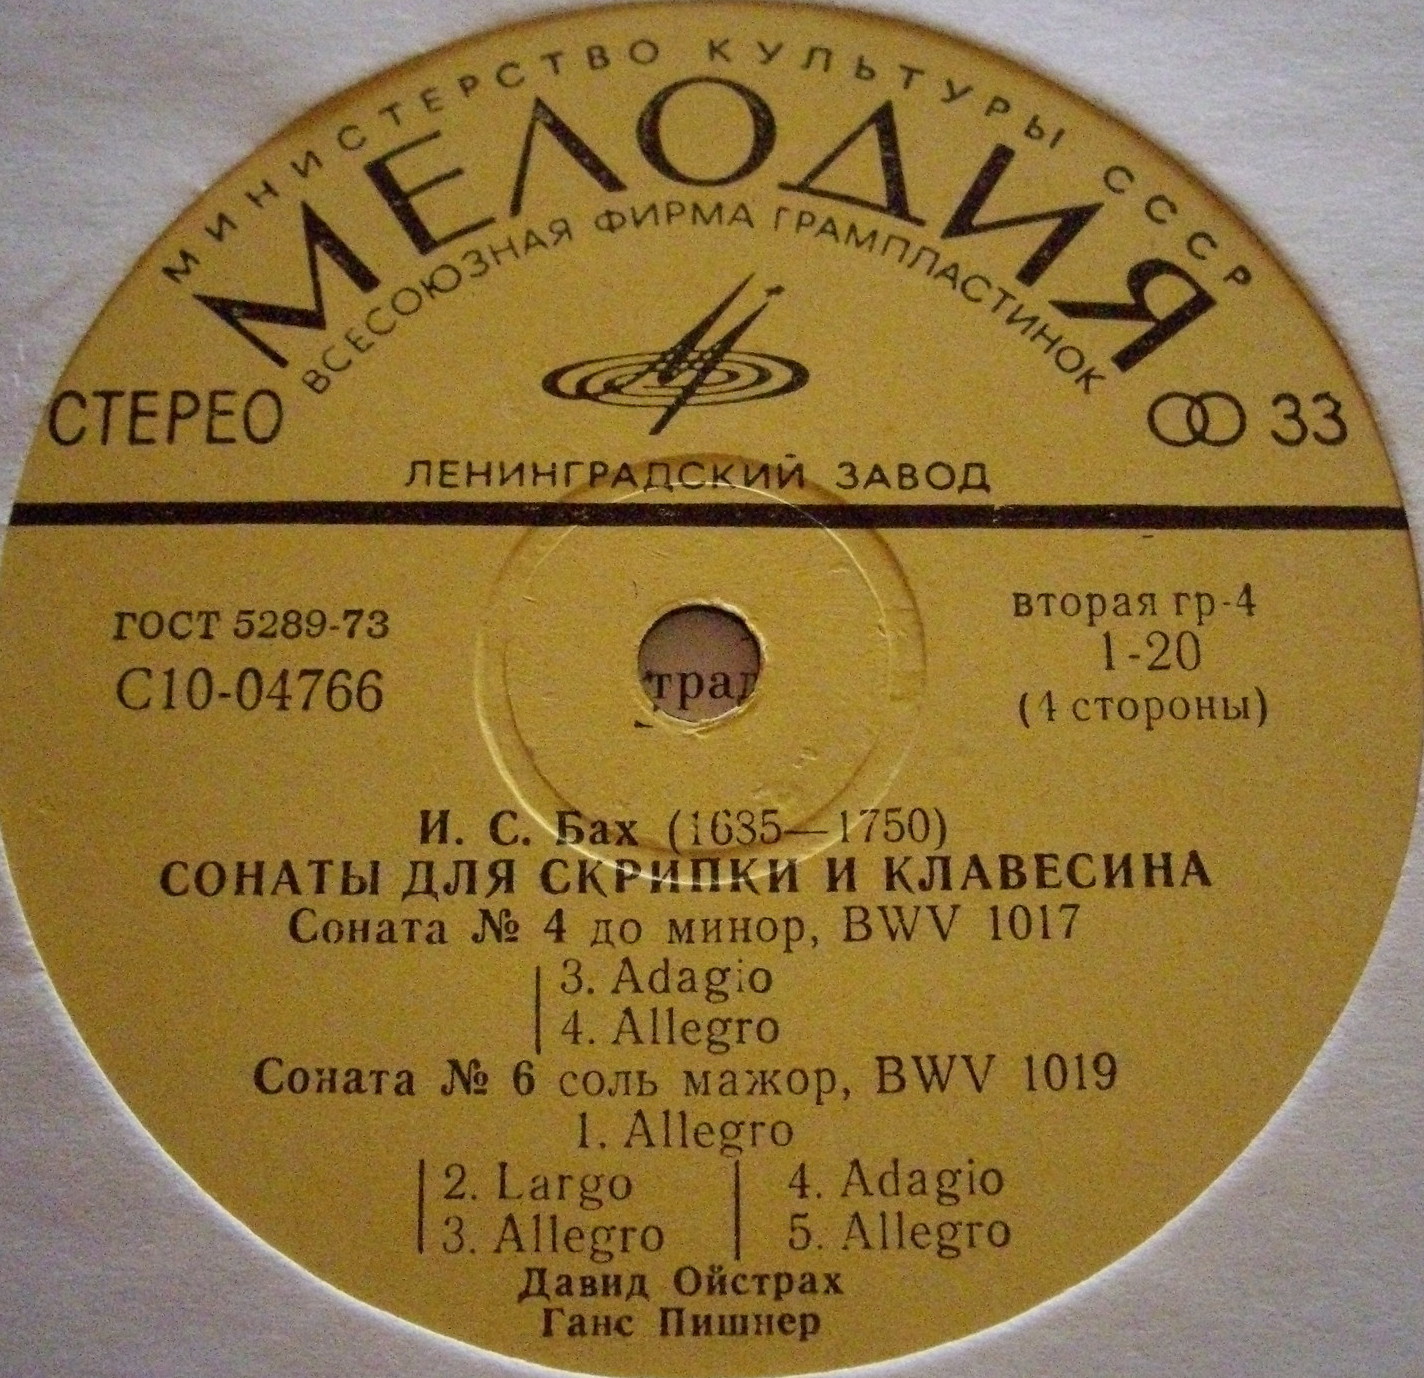 МИНИСТЕРСТВО КУЛЬТУРЫ СССР
МЕЛОДИЯ
ВСЕСОЮЗНАЯ ФИРМА ГРАМПЛАСТИНОК
СТЕРЕО
33
ЛЕНИНГРАДСКИЙ ЗАВОД
ГОСТ 5289-73
С10-04766
вторая гр-4
1-20
(4 стороны)
И. С. Бах (1685—1750)
СОНАТЫ ДЛЯ СКРИПКИ И КЛАВЕСИНА
Соната № 4 до минор, BWV 1017
3. Adagio
4. Allegro
Соната № 6 соль мажор, BWV 1019
1. Allegro
2. Largo 4. Adagio
3. Allegro 5. Allegro
Давид Ойстрах
Ганс Пишнер